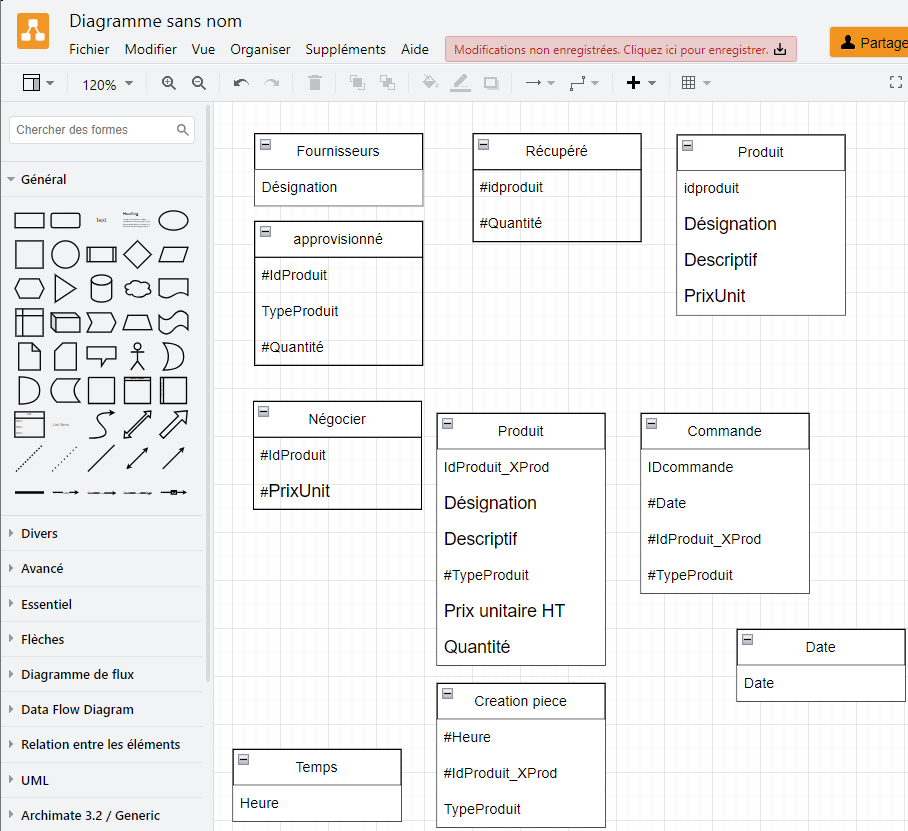 Diagramme sans nom
Fichier Modifier Vue Organiser Suppléments Aide
Modifications non enregistrées. Cliquez ici pour enregistrer.
Partage
120%
Chercher des formes
Général
Text
Heading
List Item
Divers
Avancé
Essentiel
Flèches
Diagramme de flux
Data Flow Diagram
Relation entre les éléments
UML
Archimate 3.2 / Generic
Fournisseurs
Désignation
Récupéré
#idproduit
#Quantité
Produit
idproduit
Désignation
Descriptif
PrixUnit
approvisionné
#IdProduit
TypeProduit
#Quantité
Négocier
#IdProduit
#PrixUnit
Produit
IdProduit_XProd
Désignation
Descriptif
#TypeProduit
Prix unitaire HT
Quantité
Commande
IDcommande
#Date
#IdProduit_XProd
#TypeProduit
Date
Date
Creation piece
#Heure
#IdProduit_XProd
TypeProduit
Temps
Heure